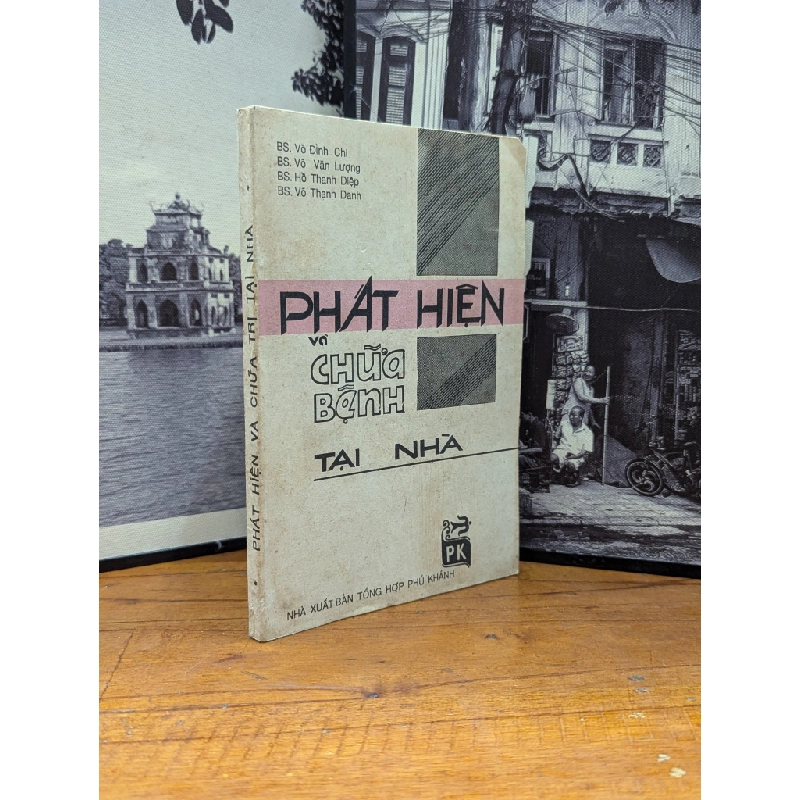 BS. Võ Đình Chi
BS. Võ Văn Lượng
BS. Hồ Thanh Diệp
BS. Võ Thanh Danh
PHÁT HIỆN
và
CHỮA
BỆNH
TẠI NHÀ
PK
NHÀ XUẤT BẢN TỔNG HỢP PHÚ KHÁNH
• PHÁT HIỆN VÀ CHỮA TRỊ TẠI NHÀ •